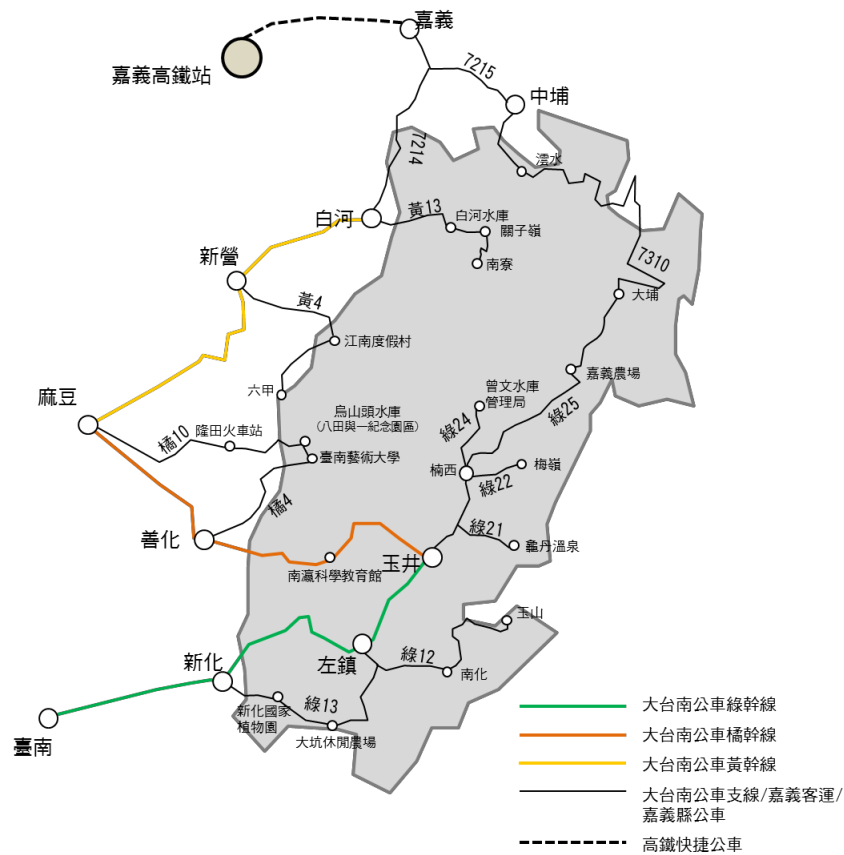 嘉義
嘉義高鐵站
7215
中埔
7214
澐水
白河
黃13
白河水庫
關子嶺
南寮
新營
7310
大埔
黃4
江南度假村
嘉義農場
六甲
麻豆
曾文水庫
管理局
烏山頭水庫
(八田與一紀念園區)
隆田火車站
橘10
綠24
綠25
臺南藝術大學
楠西
梅嶺
綠22
橘4
善化
綠21
龜丹溫泉
玉井
南瀛科學教育館
玉山
左鎮
綠12
南化
新化
新化國家
植物園
綠13
大坑休閒農場
臺南
大台南公車綠幹線
大台南公車橘幹線
大台南公車黃幹線
大台南公車支線/嘉義客運/
嘉義縣公車
高鐵快捷公車